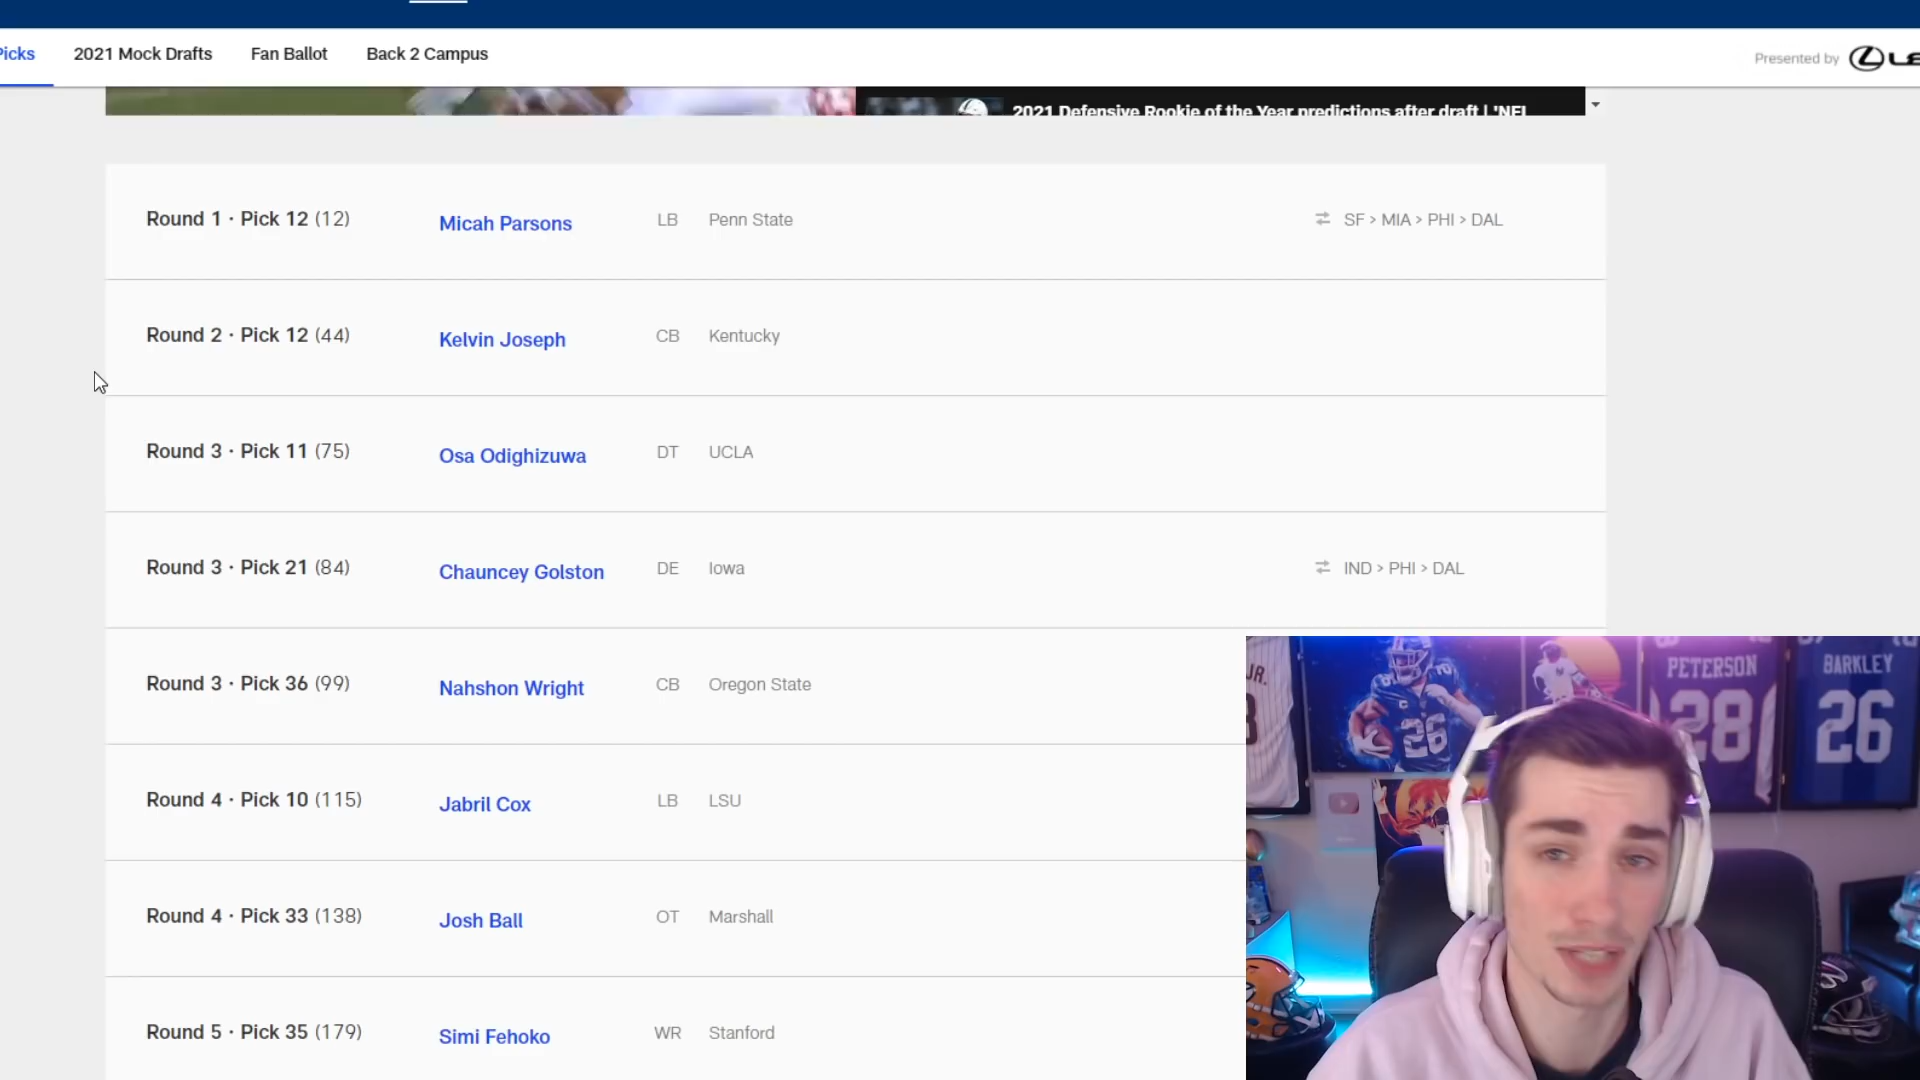 Picks 2021 Mock Drafts Fan Ballot Back 2 Campus Presented by
2021 Defensive Rookie of the Year predictions after draft | 'NFL
Round 1 · Pick 12 (12) Micah Parsons LB Penn State SF > MIA > PHI > DAL
Round 2 · Pick 12 (44) Kelvin Joseph CB Kentucky
Round 3 · Pick 11 (75) Osa Odighizuwa DT UCLA
Round 3 · Pick 21 (84) Chauncey Golston DE Iowa IND > PHI > DAL
Round 3 · Pick 36 (99) Nahshon Wright CB Oregon State
Round 4 · Pick 10 (115) Jabril Cox LB LSU
Round 4 · Pick 33 (138) Josh Ball OT Marshall
Round 5 · Pick 35 (179) Simi Fehoko WR Stanford
JR.
26
PETERSON
28
BARKLEY
26